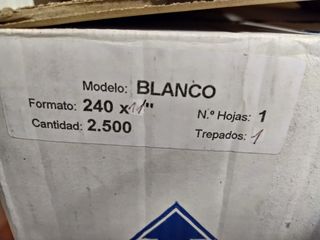 Modelo: BLANCO
Formato: 240 x 11" N.º Hojas: 1
Cantidad: 2.500 Trepados: 1